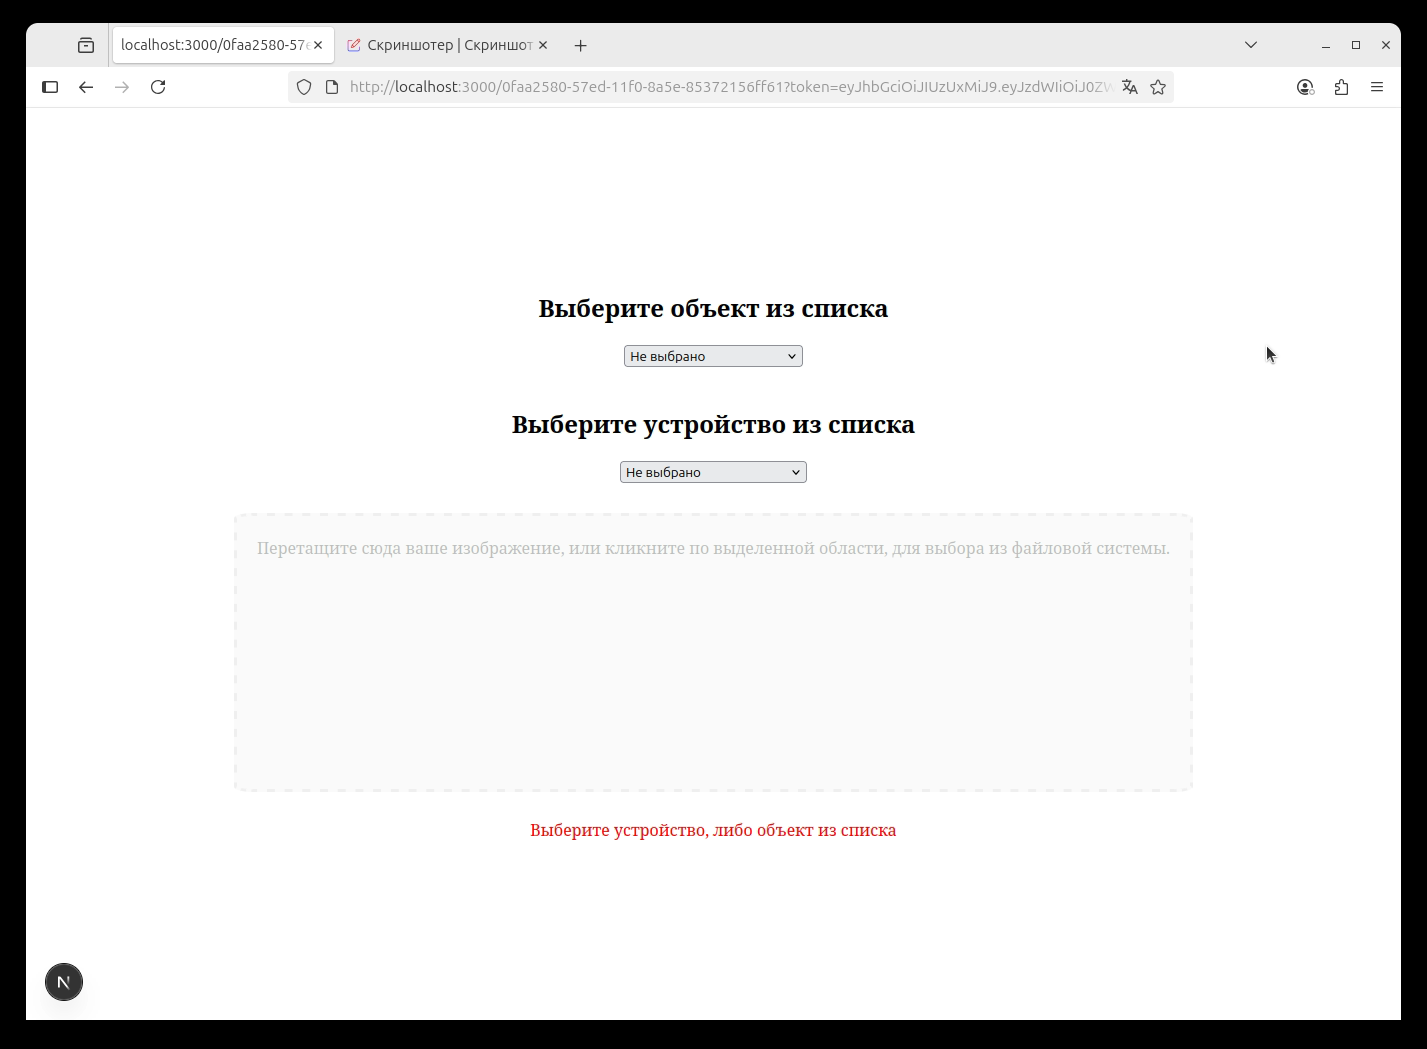 localhost:3000/0faa2580-57e
Скриншотер | Скриншот
http://localhost:3000/0faa2580-57ed-11f0-8a5e-85372156ff61?token=eyJhbGciOiJIUzUxMiJ9.eyJzdWIiOiJ0ZW
Выберите объект из списка
Не выбрано
Выберите устройство из списка
Не выбрано
Перетащите сюда ваше изображение, или кликните по выделенной области, для выбора из файловой системы.
Выберите устройство, либо объект из списка
N